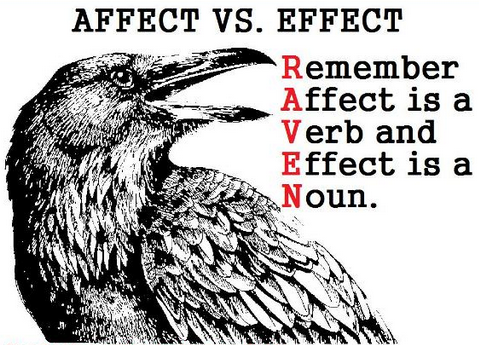 AFFECT VS. EFFECT
Remember
Affect is a
Verb and
Effect is a
Noun.